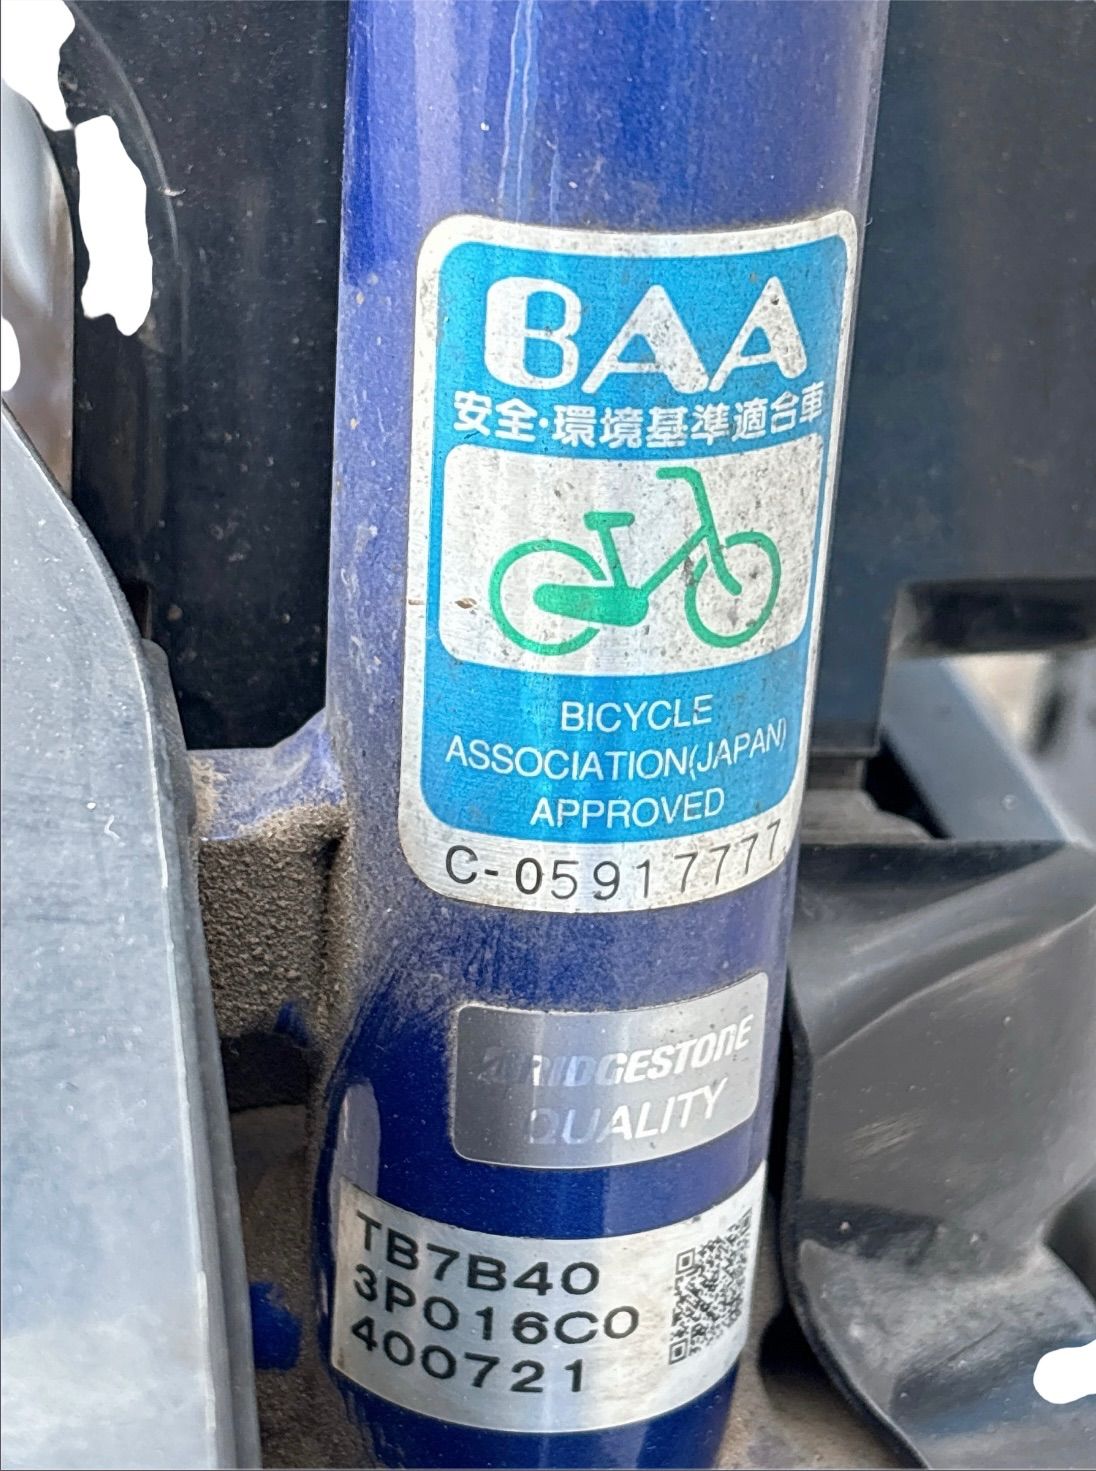 BAA
安全・環境基準適合車
BICYCLE
ASSOCIATION(JAPAN)
APPROVED
C-05917777
BRIDGESTONE
QUALITY
TB7B40
3P016C0
400721